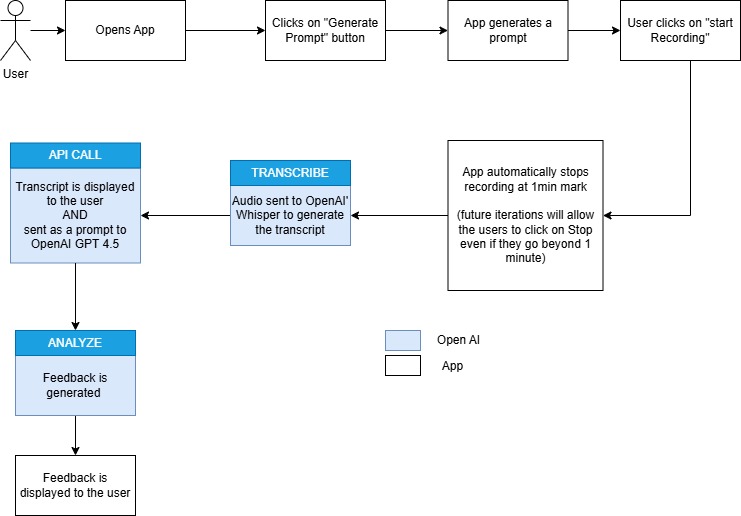 User
Opens App
Clicks on "Generate
Prompt" button
App generates a
prompt
User clicks on "start
Recording"
App automatically stops
recording at 1min mark
(future iterations will allow
the users to click on Stop
even if they go beyond 1
minute)
TRANSCRIBE
Audio sent to OpenAI'
Whisper to generate
the transcript
API CALL
Transcript is displayed
to the user
AND
sent as a prompt to
OpenAI GPT 4.5
ANALYZE
Feedback is
generated
Feedback is
displayed to the user
Open AI
App